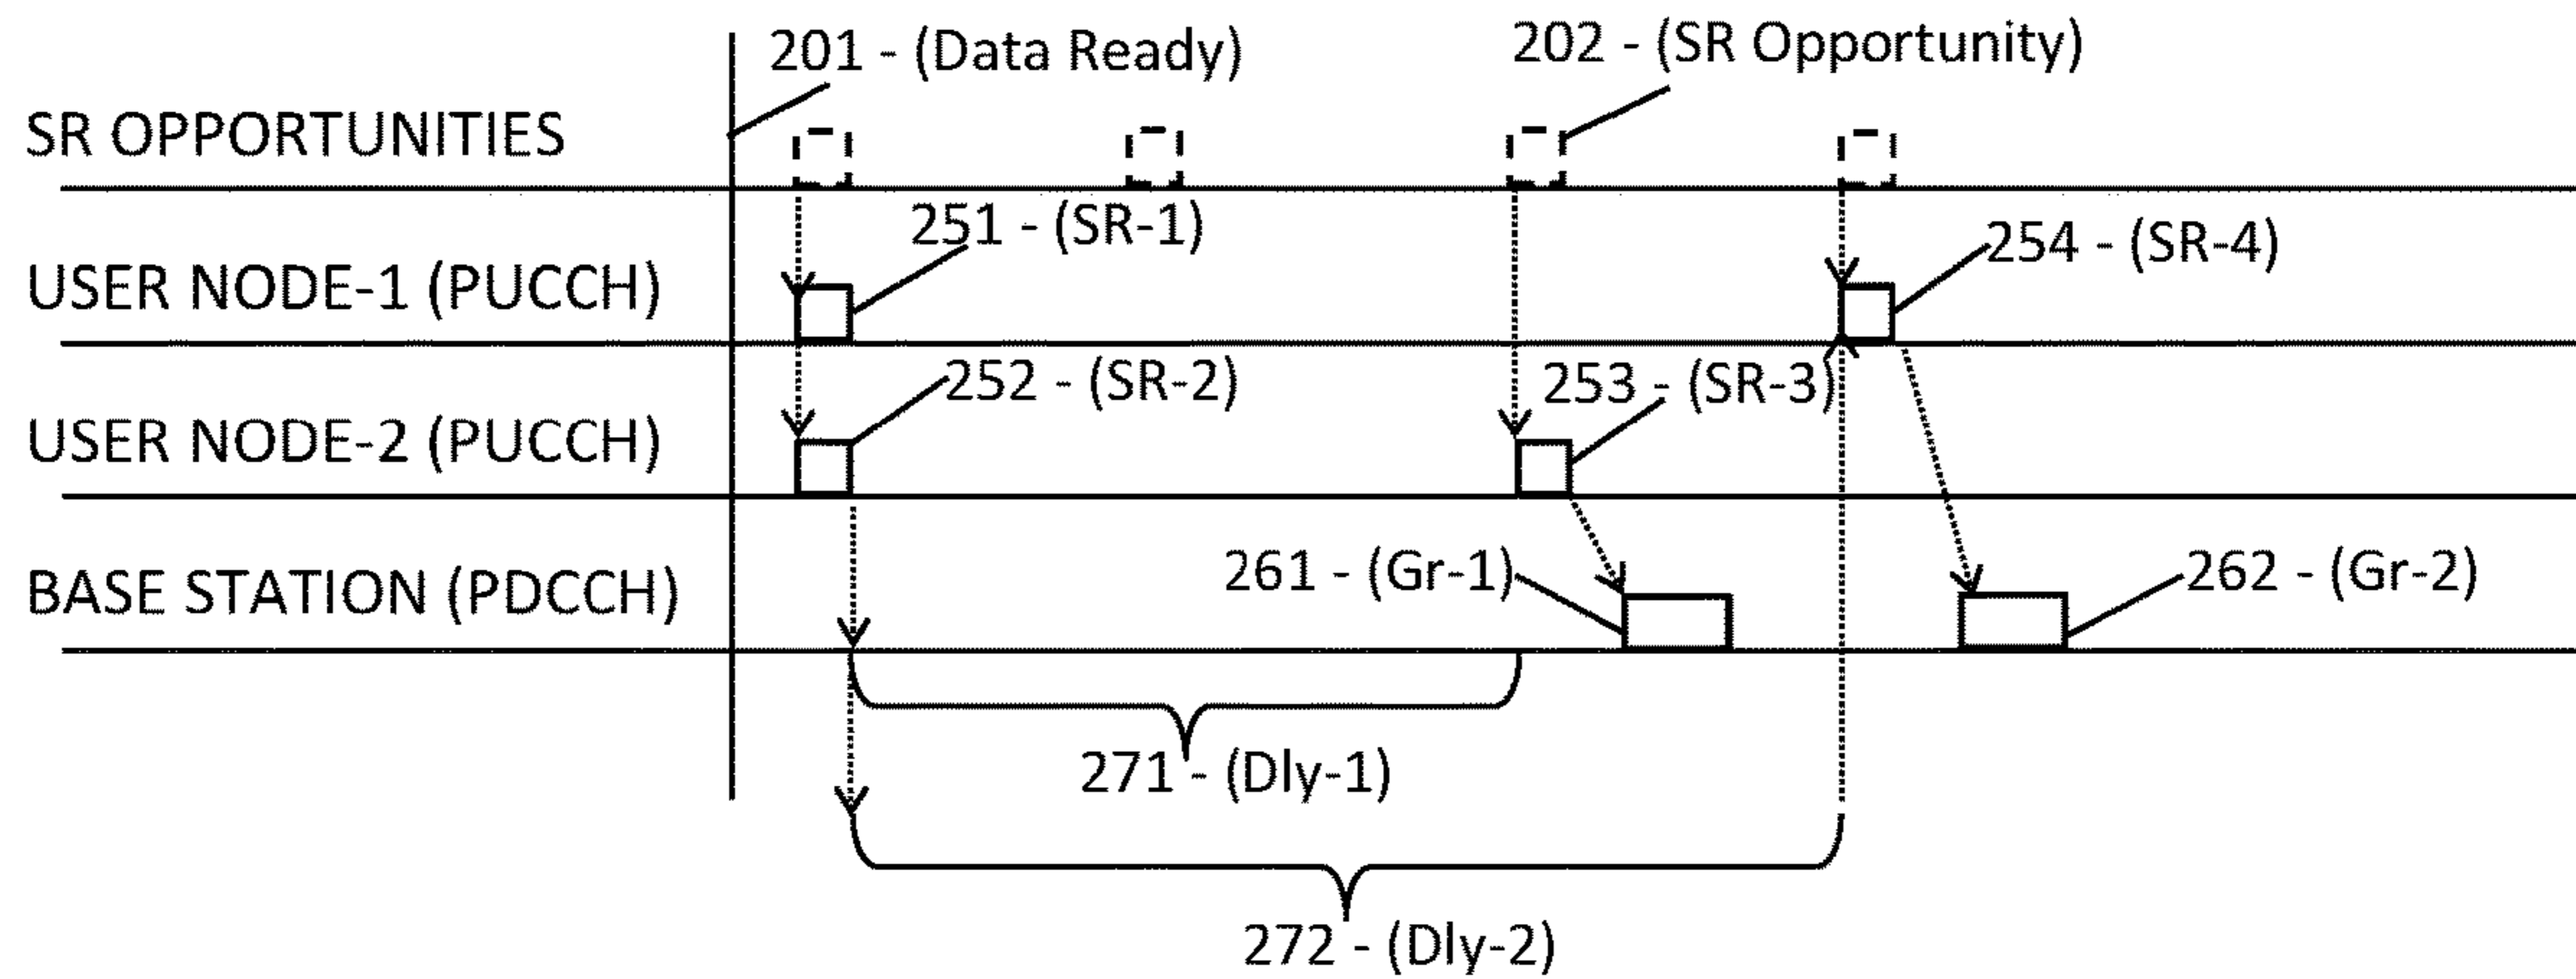 201 - (Data Ready)
202 - (SR Opportunity)
SR OPPORTUNITIES
251 - (SR-1)
254 - (SR-4)
USER NODE-1 (PUCCH)
252 - (SR-2)
253 - (SR-3)
USER NODE-2 (PUCCH)
261 - (Gr-1)
262 - (Gr-2)
BASE STATION (PDCCH)
271 - (Dly-1)
272 - (Dly-2)